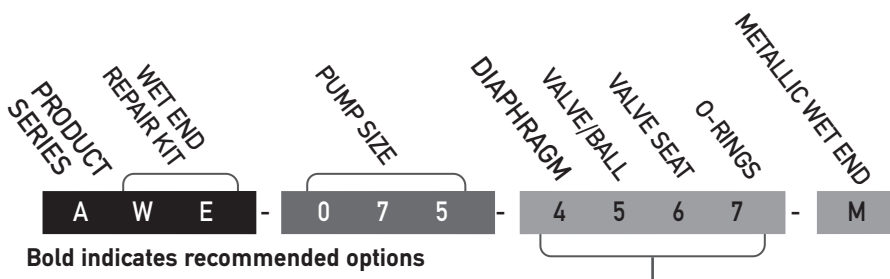 PRODUCT
SERIES
WET END
REPAIR KIT
PUMP SIZE
DIAPHRAGM
VALVE/BALL
VALVE SEAT
O-RINGS
METALLIC WET END
A W E - 0 7 5 - 4 5 6 7 - M
Bold indicates recommended options